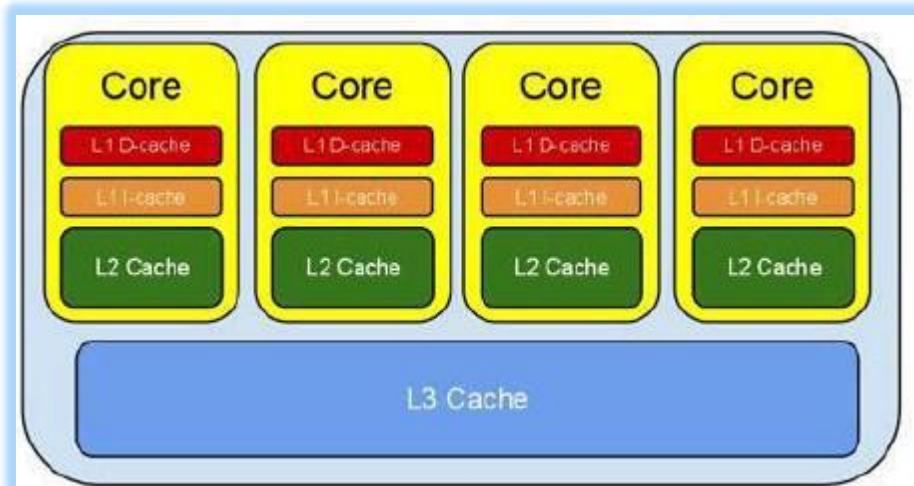 Core Core Core Core
L1 D-cache L1 D-cache L1 D-cache L1 D-cache
L1 I-cache L1 I-cache L1 I-cache L1 I-cache
L2 Cache L2 Cache L2 Cache L2 Cache
L3 Cache